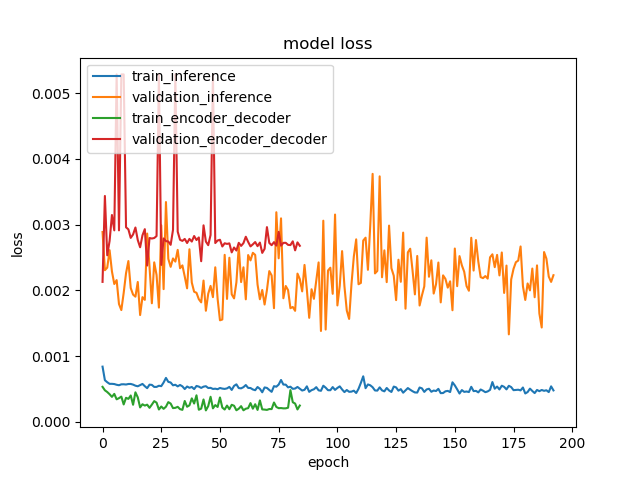 model loss
train_inference
validation_inference
train_encoder_decoder
validation_encoder_decoder
loss
0.005
0.004
0.003
0.002
0.001
0.000
0 25 50 75 100 125 150 175 200
epoch